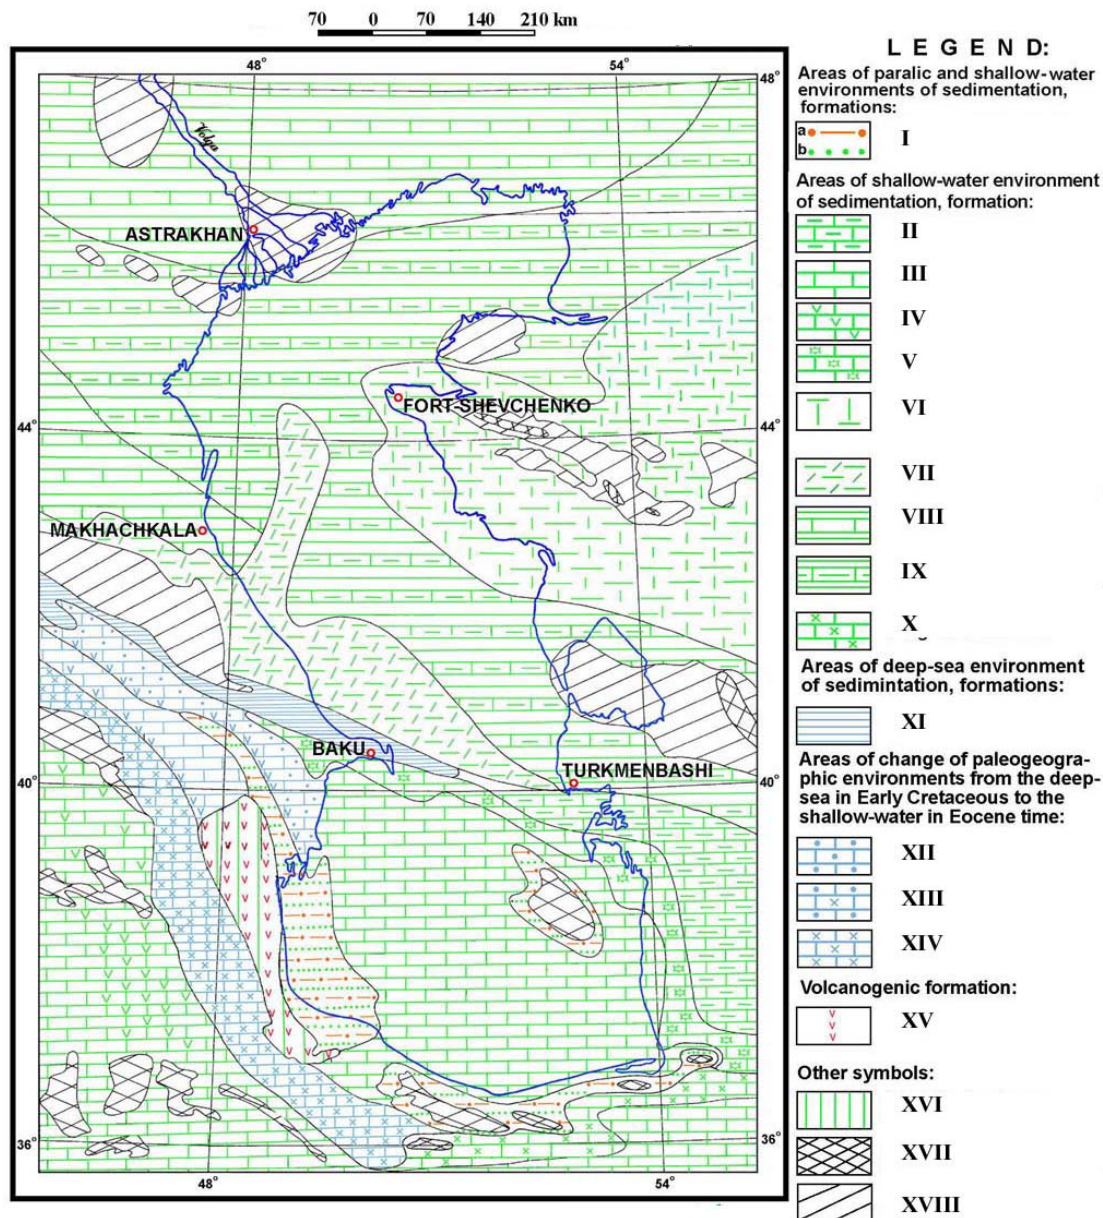 70 0 70 140 210 km
48° 54° 48°
Volga
ASTRAKHAN
FORT-SHEVCHENKO
44° 44°
MAKHACHKALA
BAKU
TURKMENBASHI
40° 40°
36° 36°
48° 54°
L E G E N D:
Areas of paralic and shallow-water
environments of sedimentation,
formations:
a
b
I
Areas of shallow-water environment
of sedimentation, formation:
II
III
IV
V
VI
VII
VIII
IX
X
Areas of deep-sea environment
of sedimintation, formations:
XI
Areas of change of paleogeogra-
phic environments from the deep-
sea in Early Cretaceous to the
shallow-water in Eocene time:
XII
XIII
XIV
Volcanogenic formation:
XV
Other symbols:
XVI
XVII
XVIII